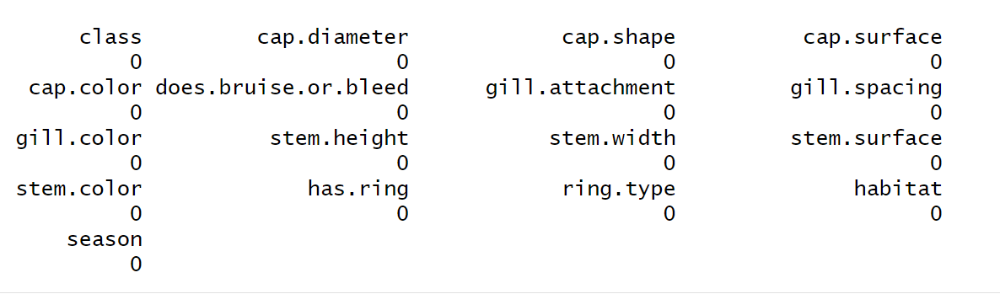 class cap.diameter cap.shape cap.surface
0 0 0 0
cap.color does.bruise.or.bleed gill.attachment gill.spacing
0 0 0 0
gill.color stem.height stem.width stem.surface
0 0 0 0
stem.color has.ring ring.type habitat
0 0 0 0
season
0